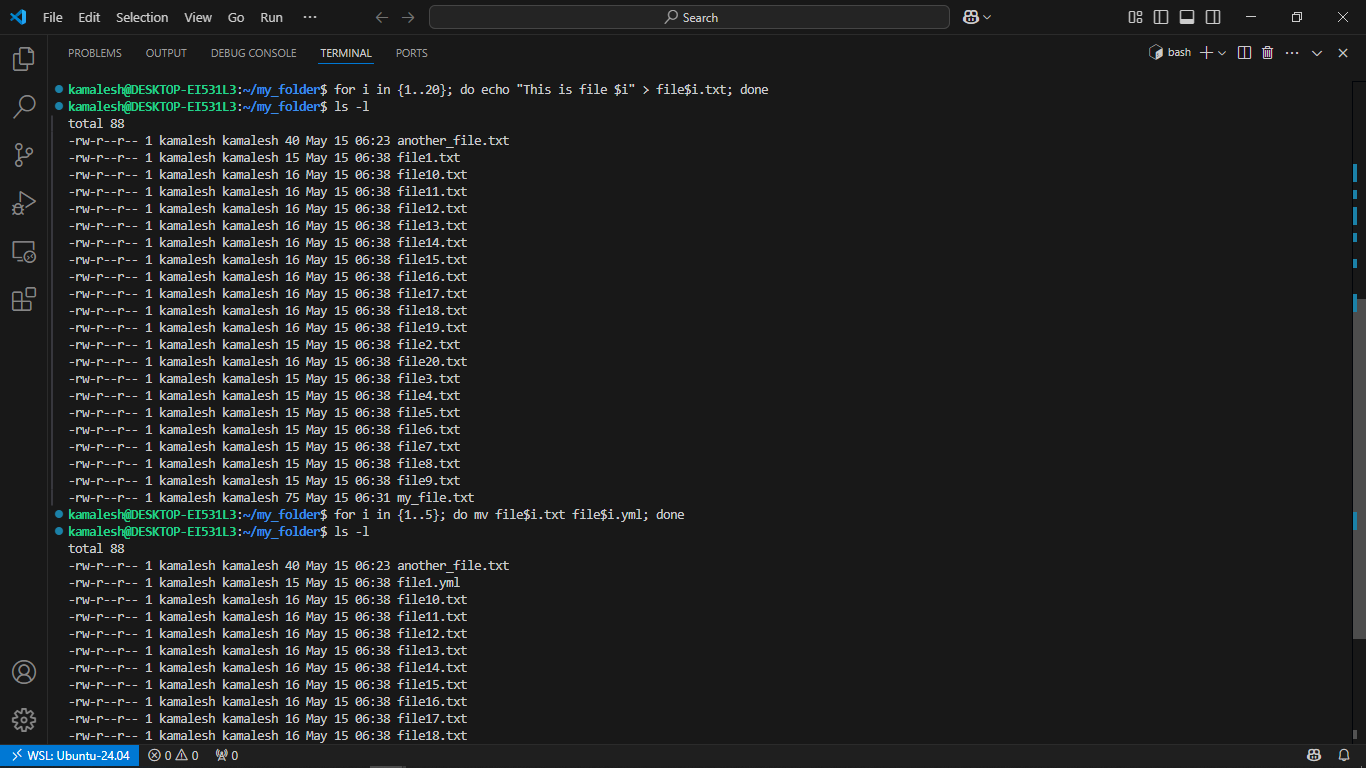 File Edit Selection View Go Run ··· Search
PROBLEMS OUTPUT DEBUG CONSOLE TERMINAL PORTS bash
kamalesh@DESKTOP-EI531L3:~/my_folder$ for i in {1..20}; do echo "This is file $i" > file$i.txt; done
kamalesh@DESKTOP-EI531L3:~/my_folder$ ls -l
total 88
-rw-r--r-- 1 kamalesh kamalesh 40 May 15 06:23 another_file.txt
-rw-r--r-- 1 kamalesh kamalesh 15 May 15 06:38 file1.txt
-rw-r--r-- 1 kamalesh kamalesh 16 May 15 06:38 file10.txt
-rw-r--r-- 1 kamalesh kamalesh 16 May 15 06:38 file11.txt
-rw-r--r-- 1 kamalesh kamalesh 16 May 15 06:38 file12.txt
-rw-r--r-- 1 kamalesh kamalesh 16 May 15 06:38 file13.txt
-rw-r--r-- 1 kamalesh kamalesh 16 May 15 06:38 file14.txt
-rw-r--r-- 1 kamalesh kamalesh 16 May 15 06:38 file15.txt
-rw-r--r-- 1 kamalesh kamalesh 16 May 15 06:38 file16.txt
-rw-r--r-- 1 kamalesh kamalesh 16 May 15 06:38 file17.txt
-rw-r--r-- 1 kamalesh kamalesh 16 May 15 06:38 file18.txt
-rw-r--r-- 1 kamalesh kamalesh 16 May 15 06:38 file19.txt
-rw-r--r-- 1 kamalesh kamalesh 15 May 15 06:38 file2.txt
-rw-r--r-- 1 kamalesh kamalesh 16 May 15 06:38 file20.txt
-rw-r--r-- 1 kamalesh kamalesh 15 May 15 06:38 file3.txt
-rw-r--r-- 1 kamalesh kamalesh 15 May 15 06:38 file4.txt
-rw-r--r-- 1 kamalesh kamalesh 15 May 15 06:38 file5.txt
-rw-r--r-- 1 kamalesh kamalesh 15 May 15 06:38 file6.txt
-rw-r--r-- 1 kamalesh kamalesh 15 May 15 06:38 file7.txt
-rw-r--r-- 1 kamalesh kamalesh 15 May 15 06:38 file8.txt
-rw-r--r-- 1 kamalesh kamalesh 15 May 15 06:38 file9.txt
-rw-r--r-- 1 kamalesh kamalesh 75 May 15 06:31 my_file.txt
kamalesh@DESKTOP-EI531L3:~/my_folder$ for i in {1..5}; do mv file$i.txt file$i.yml; done
kamalesh@DESKTOP-EI531L3:~/my_folder$ ls -l
total 88
-rw-r--r-- 1 kamalesh kamalesh 40 May 15 06:23 another_file.txt
-rw-r--r-- 1 kamalesh kamalesh 15 May 15 06:38 file1.yml
-rw-r--r-- 1 kamalesh kamalesh 16 May 15 06:38 file10.txt
-rw-r--r-- 1 kamalesh kamalesh 16 May 15 06:38 file11.txt
-rw-r--r-- 1 kamalesh kamalesh 16 May 15 06:38 file12.txt
-rw-r--r-- 1 kamalesh kamalesh 16 May 15 06:38 file13.txt
-rw-r--r-- 1 kamalesh kamalesh 16 May 15 06:38 file14.txt
-rw-r--r-- 1 kamalesh kamalesh 16 May 15 06:38 file15.txt
-rw-r--r-- 1 kamalesh kamalesh 16 May 15 06:38 file16.txt
-rw-r--r-- 1 kamalesh kamalesh 16 May 15 06:38 file17.txt
-rw-r--r-- 1 kamalesh kamalesh 16 May 15 06:38 file18.txt
WSL: Ubuntu-24.04 0 0 0